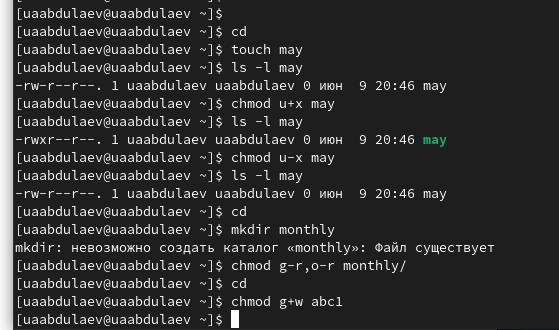 [uaabdulaev@uaabdulaev ~]$
[uaabdulaev@uaabdulaev ~]$ cd
[uaabdulaev@uaabdulaev ~]$ touch may
[uaabdulaev@uaabdulaev ~]$ ls -l may
-rw-r--r--. 1 uaabdulaev uaabdulaev 0 июн  9 20:46 may
[uaabdulaev@uaabdulaev ~]$ chmod u+x may
[uaabdulaev@uaabdulaev ~]$ ls -l may
-rwxr--r--. 1 uaabdulaev uaabdulaev 0 июн  9 20:46 may
[uaabdulaev@uaabdulaev ~]$ chmod u-x may
[uaabdulaev@uaabdulaev ~]$ ls -l may
-rw-r--r--. 1 uaabdulaev uaabdulaev 0 июн  9 20:46 may
[uaabdulaev@uaabdulaev ~]$ cd
[uaabdulaev@uaabdulaev ~]$ mkdir monthly
mkdir: невозможно создать каталог «monthly»: Файл существует
[uaabdulaev@uaabdulaev ~]$ chmod g-r,o-r monthly/
[uaabdulaev@uaabdulaev ~]$ cd
[uaabdulaev@uaabdulaev ~]$ chmod g+w abc1
[uaabdulaev@uaabdulaev ~]$